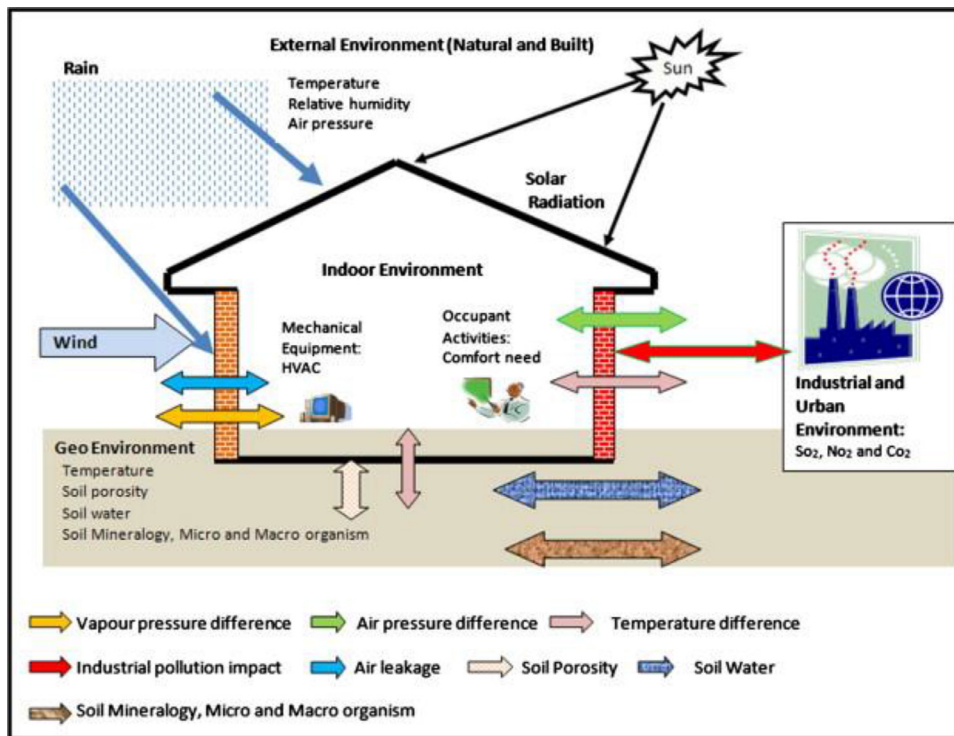 External Environment (Natural and Built)
Rain
Sun
Temperature
Relative humidity
Air pressure
Solar
Radiation
Indoor Environment
Wind
Mechanical
Equipment:
HVAC
Occupant
Activities:
Comfort need
Industrial and
Urban
Environment:
So2, No2 and Co2
Geo Environment
Temperature
Soil porosity
Soil water
Soil Mineralogy, Micro and Macro organism
Vapour pressure difference
Air pressure difference
Temperature difference
Industrial pollution impact
Air leakage
Soil Porosity
Soil Water
Soil Mineralogy, Micro and Macro organism